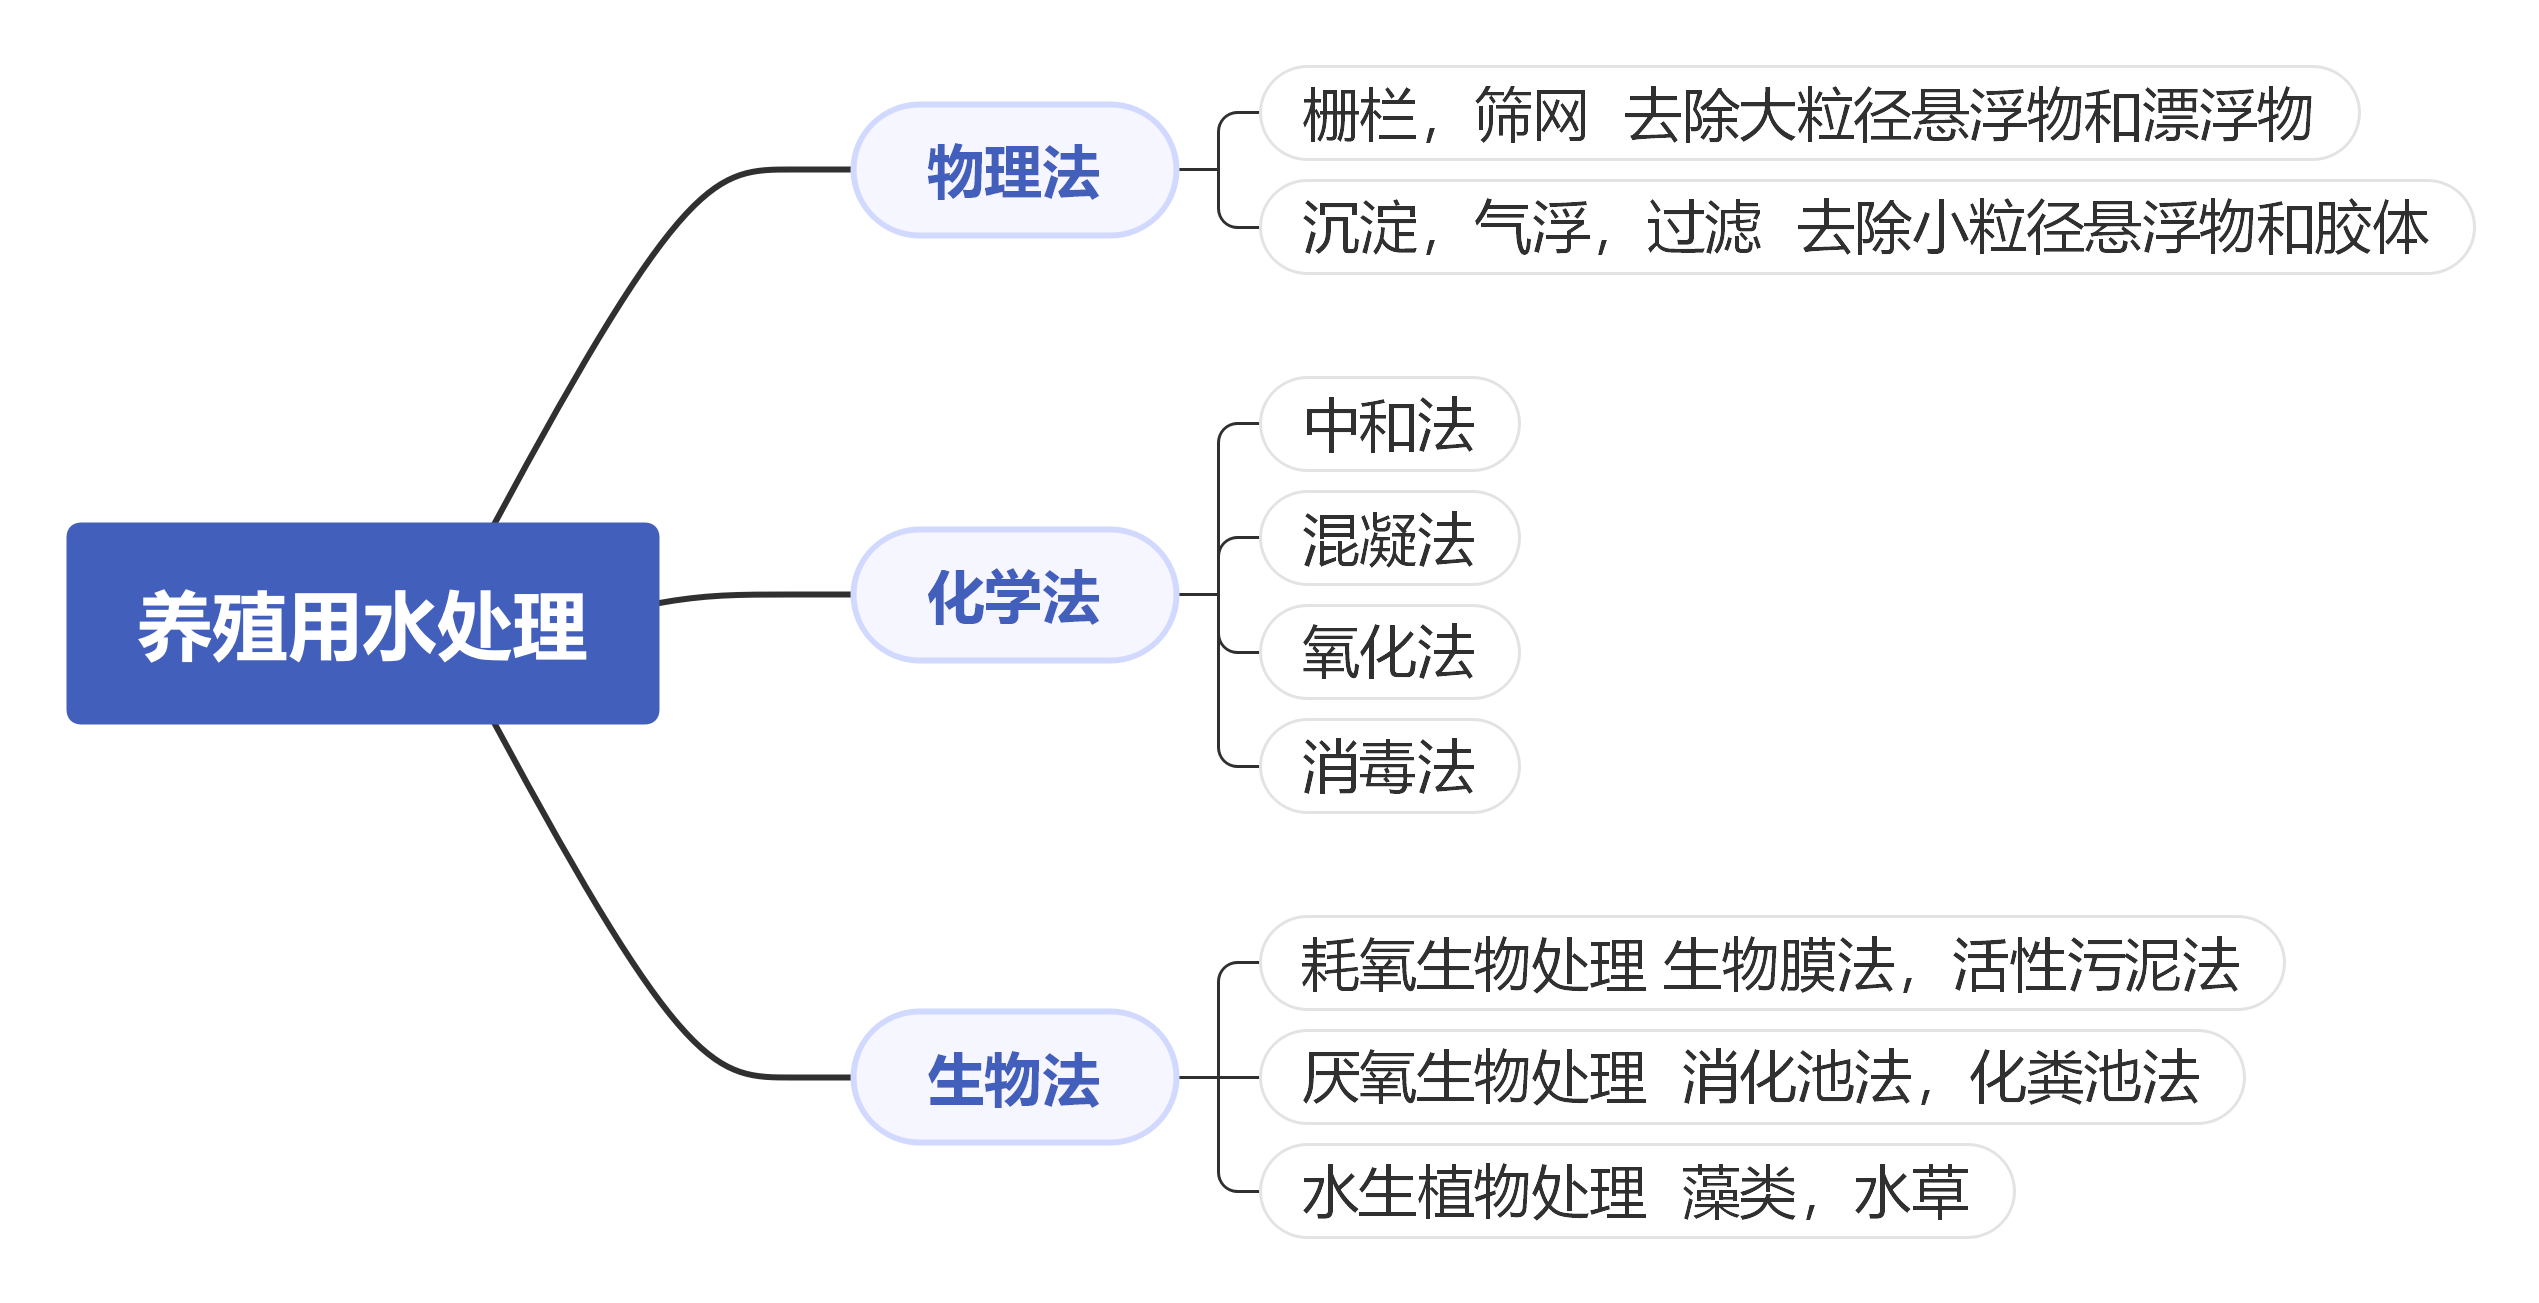 养殖用水处理
物理法
栅栏，筛网 去除大粒径悬浮物和漂浮物
沉淀，气浮，过滤 去除小粒径悬浮物和胶体
化学法
中和法
混凝法
氧化法
消毒法
生物法
耗氧生物处理 生物膜法，活性污泥法
厌氧生物处理 消化池法，化粪池法
水生植物处理 藻类，水草